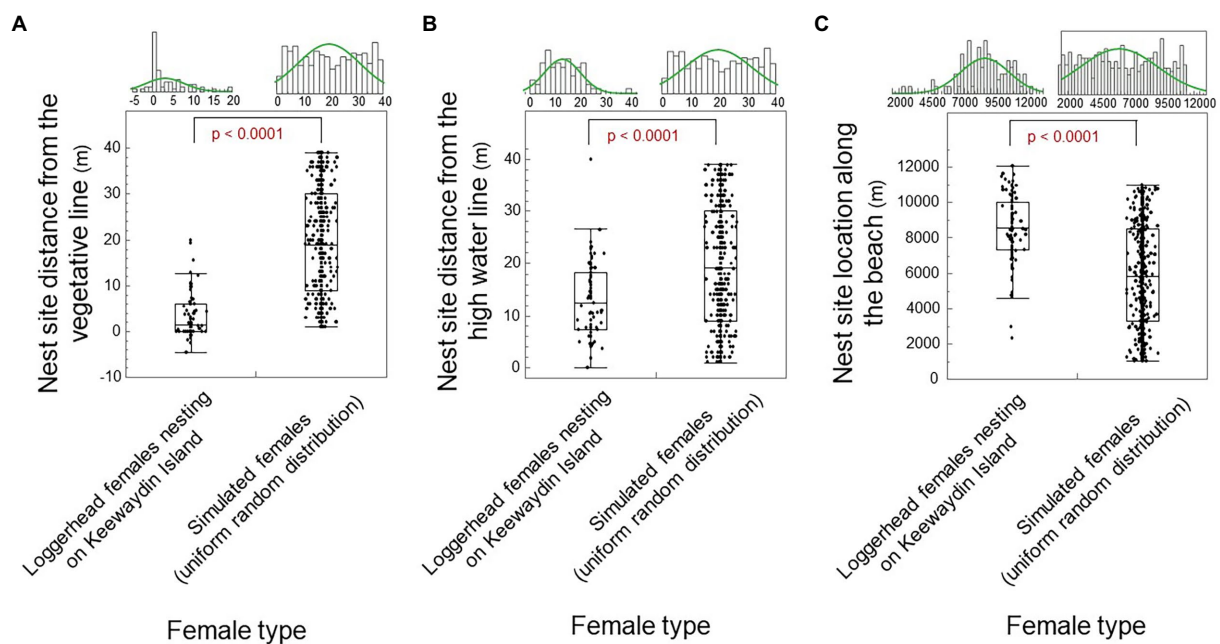 A
-5 0 5 10 15 20
0 10 20 30 40
Nest site distance from the
vegetative line (m)
p < 0.0001
40
30
20
10
0
-10
Loggerhead females nesting
on Keewaydin Island
Simulated females
(uniform random distribution)
Female type
B
0 10 20 30 40
0 10 20 30 40
Nest site distance from the
high water line (m)
p < 0.0001
40
30
20
10
0
Loggerhead females nesting
on Keewaydin Island
Simulated females
(uniform random distribution)
Female type
C
2000 4500 7000 9500 13000
2000 4500 7000 9500 12000
Nest site location along
the beach (m)
p < 0.0001
12000
10000
8000
6000
4000
2000
0
Loggerhead females nesting
on Keewaydin Island
Simulated females
(uniform random distribution)
Female type